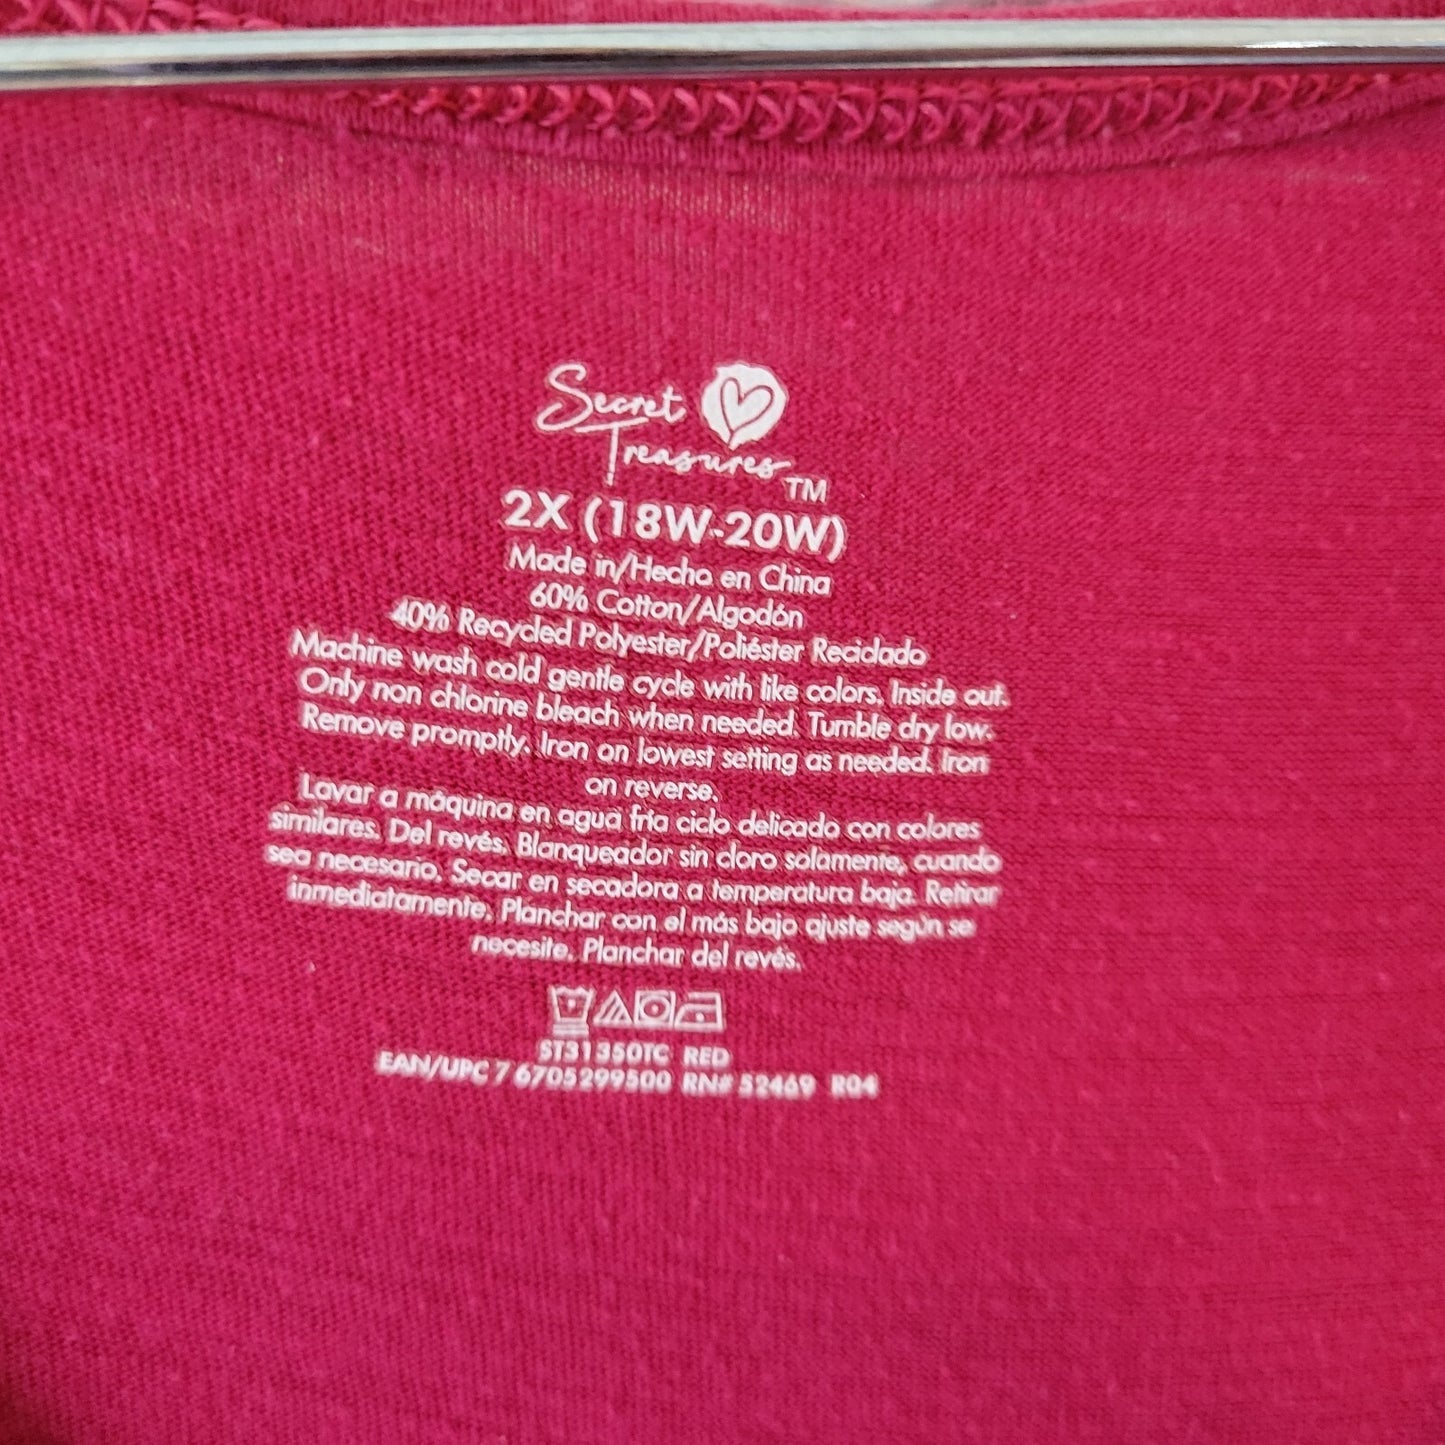 Secret
Treasures TM
2X (18W-20W)
Made in/Hecho en China
60% Cotton/Algodón
40% Recycled Polyester/Poliéster Reciclado
Machine wash cold gentle cycle with like colors. Inside out.
Only non chlorine bleach when needed. Tumble dry low.
Remove promptly. Iron on lowest setting as needed. Iron
on reverse.
Lavar a máquina en agua fría ciclo delicado con colores
similares. Del revés. Blanqueador sin cloro solamente, cuando
sea necesario. Secar en secadora a temperatura baja. Retirar
inmediatamente. Planchar con el más bajo ajuste según se
necesite. Planchar del revés.
ST31350TC RED
EAN/UPC 7 6705299500 RN# 52469 R04